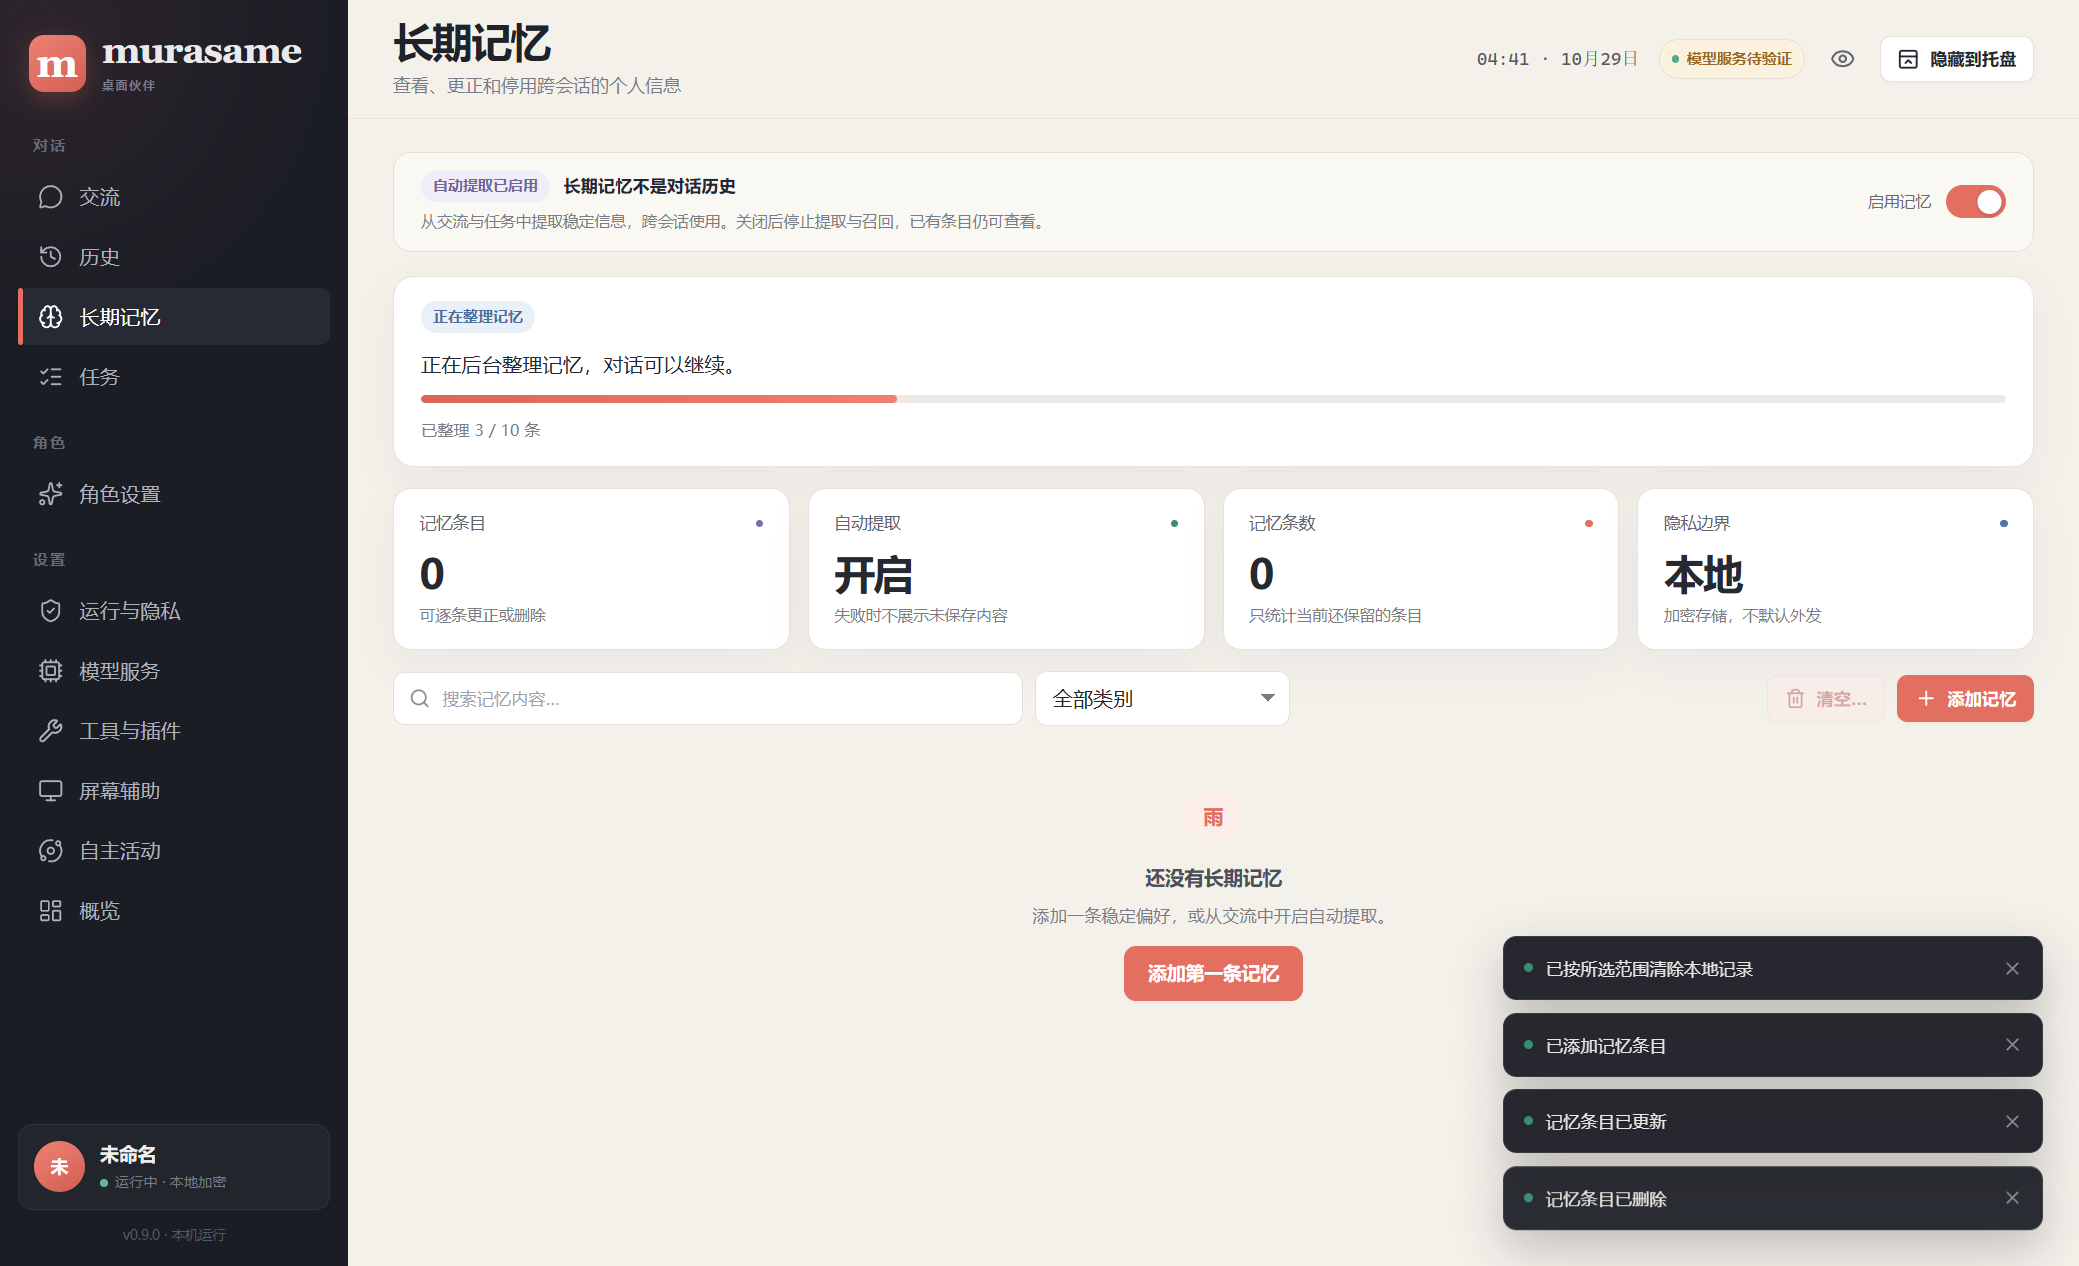 m
murasame
桌面伙伴
对话
交流
历史
长期记忆
任务
角色
角色设置
设置
运行与隐私
模型服务
工具与插件
屏幕辅助
自主活动
概览
未
未命名
运行中 · 本地加密
v0.9.0 · 本机运行
长期记忆
查看、更正和停用跨会话的个人信息
04:41 · 10月29日
模型服务待验证
隐藏到托盘
自动提取已启用
长期记忆不是对话历史
从交流与任务中提取稳定信息，跨会话使用。关闭后停止提取与召回，已有条目仍可查看。
启用记忆
正在整理记忆
正在后台整理记忆，对话可以继续。
已整理 3 / 10 条
记忆条目
0
可逐条更正或删除
自动提取
开启
失败时不展示未保存内容
记忆条数
0
只统计当前还保留的条目
隐私边界
本地
加密存储，不默认外发
搜索记忆内容...
全部类别
清空...
添加记忆
雨
还没有长期记忆
添加一条稳定偏好，或从交流中开启自动提取。
添加第一条记忆
已按所选范围清除本地记录
已添加记忆条目
记忆条目已更新
记忆条目已删除